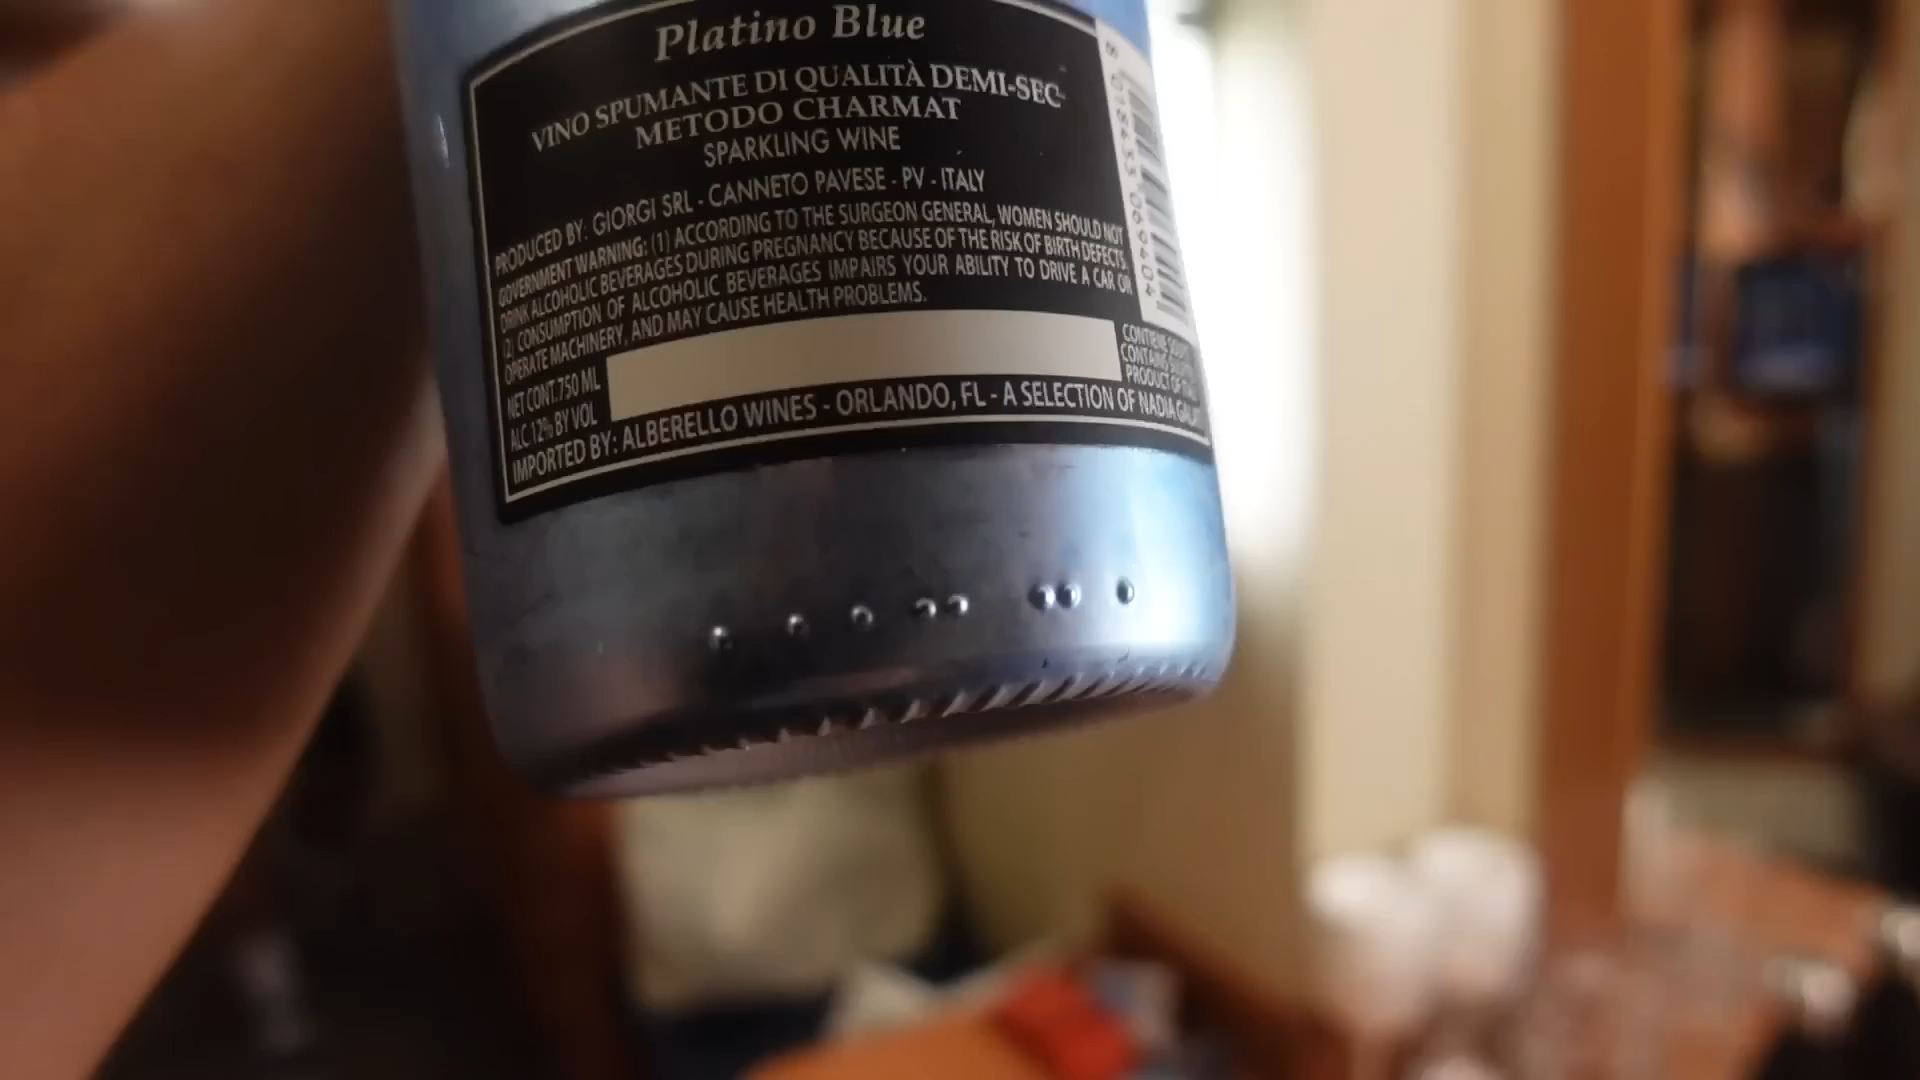 Platino Blue
VINO SPUMANTE DI QUALITÀ DEMI-SEC
METODO CHARMAT
SPARKLING WINE
PRODUCED BY: GIORGI SRL - CANNETO PAVESE - PV - ITALY
GOVERNMENT WARNING: (1) ACCORDING TO THE SURGEON GENERAL, WOMEN SHOULD NOT
DRINK ALCOHOLIC BEVERAGES DURING PREGNANCY BECAUSE OF THE RISK OF BIRTH DEFECTS.
(2) CONSUMPTION OF ALCOHOLIC BEVERAGES IMPAIRS YOUR ABILITY TO DRIVE A CAR OR
OPERATE MACHINERY, AND MAY CAUSE HEALTH PROBLEMS.
NET CONT. 750 ML
ALC 12% BY VOL
CONTIENE
CONTAINS
PRODUCT OF
IMPORTED BY: ALBERELLO WINES - ORLANDO, FL - A SELECTION OF NADIA